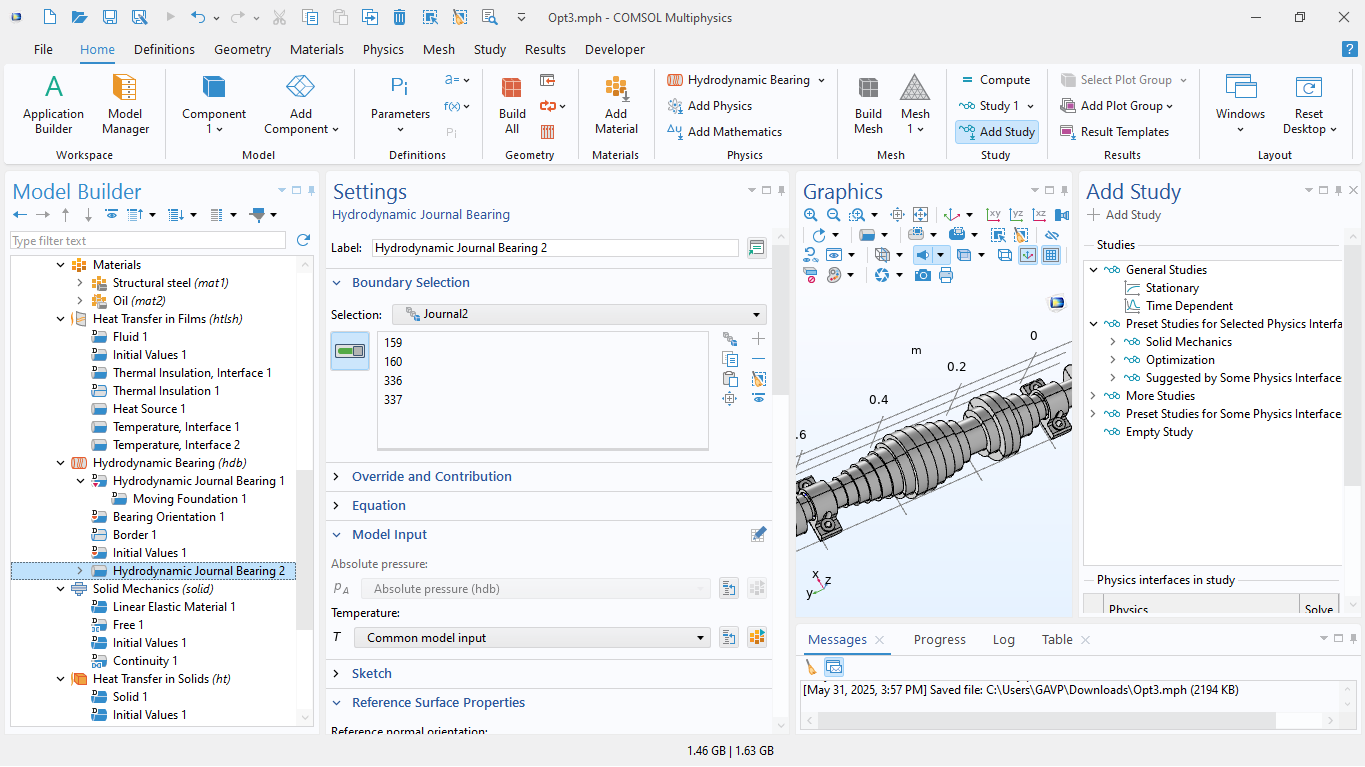 Opt3.mph - COMSOL Multiphysics
File Home Definitions Geometry Materials Physics Mesh Study Results Developer
?
A
Application Builder
Model Manager
Workspace
Component 1
Add Component
Model
Pi
Parameters
a=
f(x)
Pi
Definitions
Build All
Geometry
Add Material
Materials
Hydrodynamic Bearing
Add Physics
Add Mathematics
Physics
Build Mesh
Mesh 1
Mesh
Compute
Study 1
Add Study
Study
Select Plot Group
Add Plot Group
Result Templates
Results
Windows
Reset Desktop
Layout
Model Builder
Type filter text
Materials
Structural steel (mat1)
Oil (mat2)
Heat Transfer in Films (htlsh)
Fluid 1
Initial Values 1
Thermal Insulation, Interface 1
Thermal Insulation 1
Heat Source 1
Temperature, Interface 1
Temperature, Interface 2
Hydrodynamic Bearing (hdb)
Hydrodynamic Journal Bearing 1
Moving Foundation 1
Bearing Orientation 1
Border 1
Initial Values 1
Hydrodynamic Journal Bearing 2
Solid Mechanics (solid)
Linear Elastic Material 1
Free 1
Initial Values 1
Continuity 1
Heat Transfer in Solids (ht)
Solid 1
Initial Values 1
Settings
Hydrodynamic Journal Bearing
Label: Hydrodynamic Journal Bearing 2
Boundary Selection
Selection: Journal2
159
160
336
337
Override and Contribution
Equation
Model Input
Absolute pressure:
pA Absolute pressure (hdb)
Temperature:
T Common model input
Sketch
Reference Surface Properties
Reference normal orientation:
Graphics
xy yz xz
0
m
0.2
0.4
.6
x
z
y
Add Study
Add Study
Studies
General Studies
Stationary
Time Dependent
Preset Studies for Selected Physics Interfa
Solid Mechanics
Optimization
Suggested by Some Physics Interface
More Studies
Preset Studies for Some Physics Interface
Empty Study
Physics interfaces in study
Physics Solve
Messages Progress Log Table
[May 31, 2025, 3:57 PM] Saved file: C:\Users\GAVP\Downloads\Opt3.mph (2194 KB)
1.46 GB | 1.63 GB